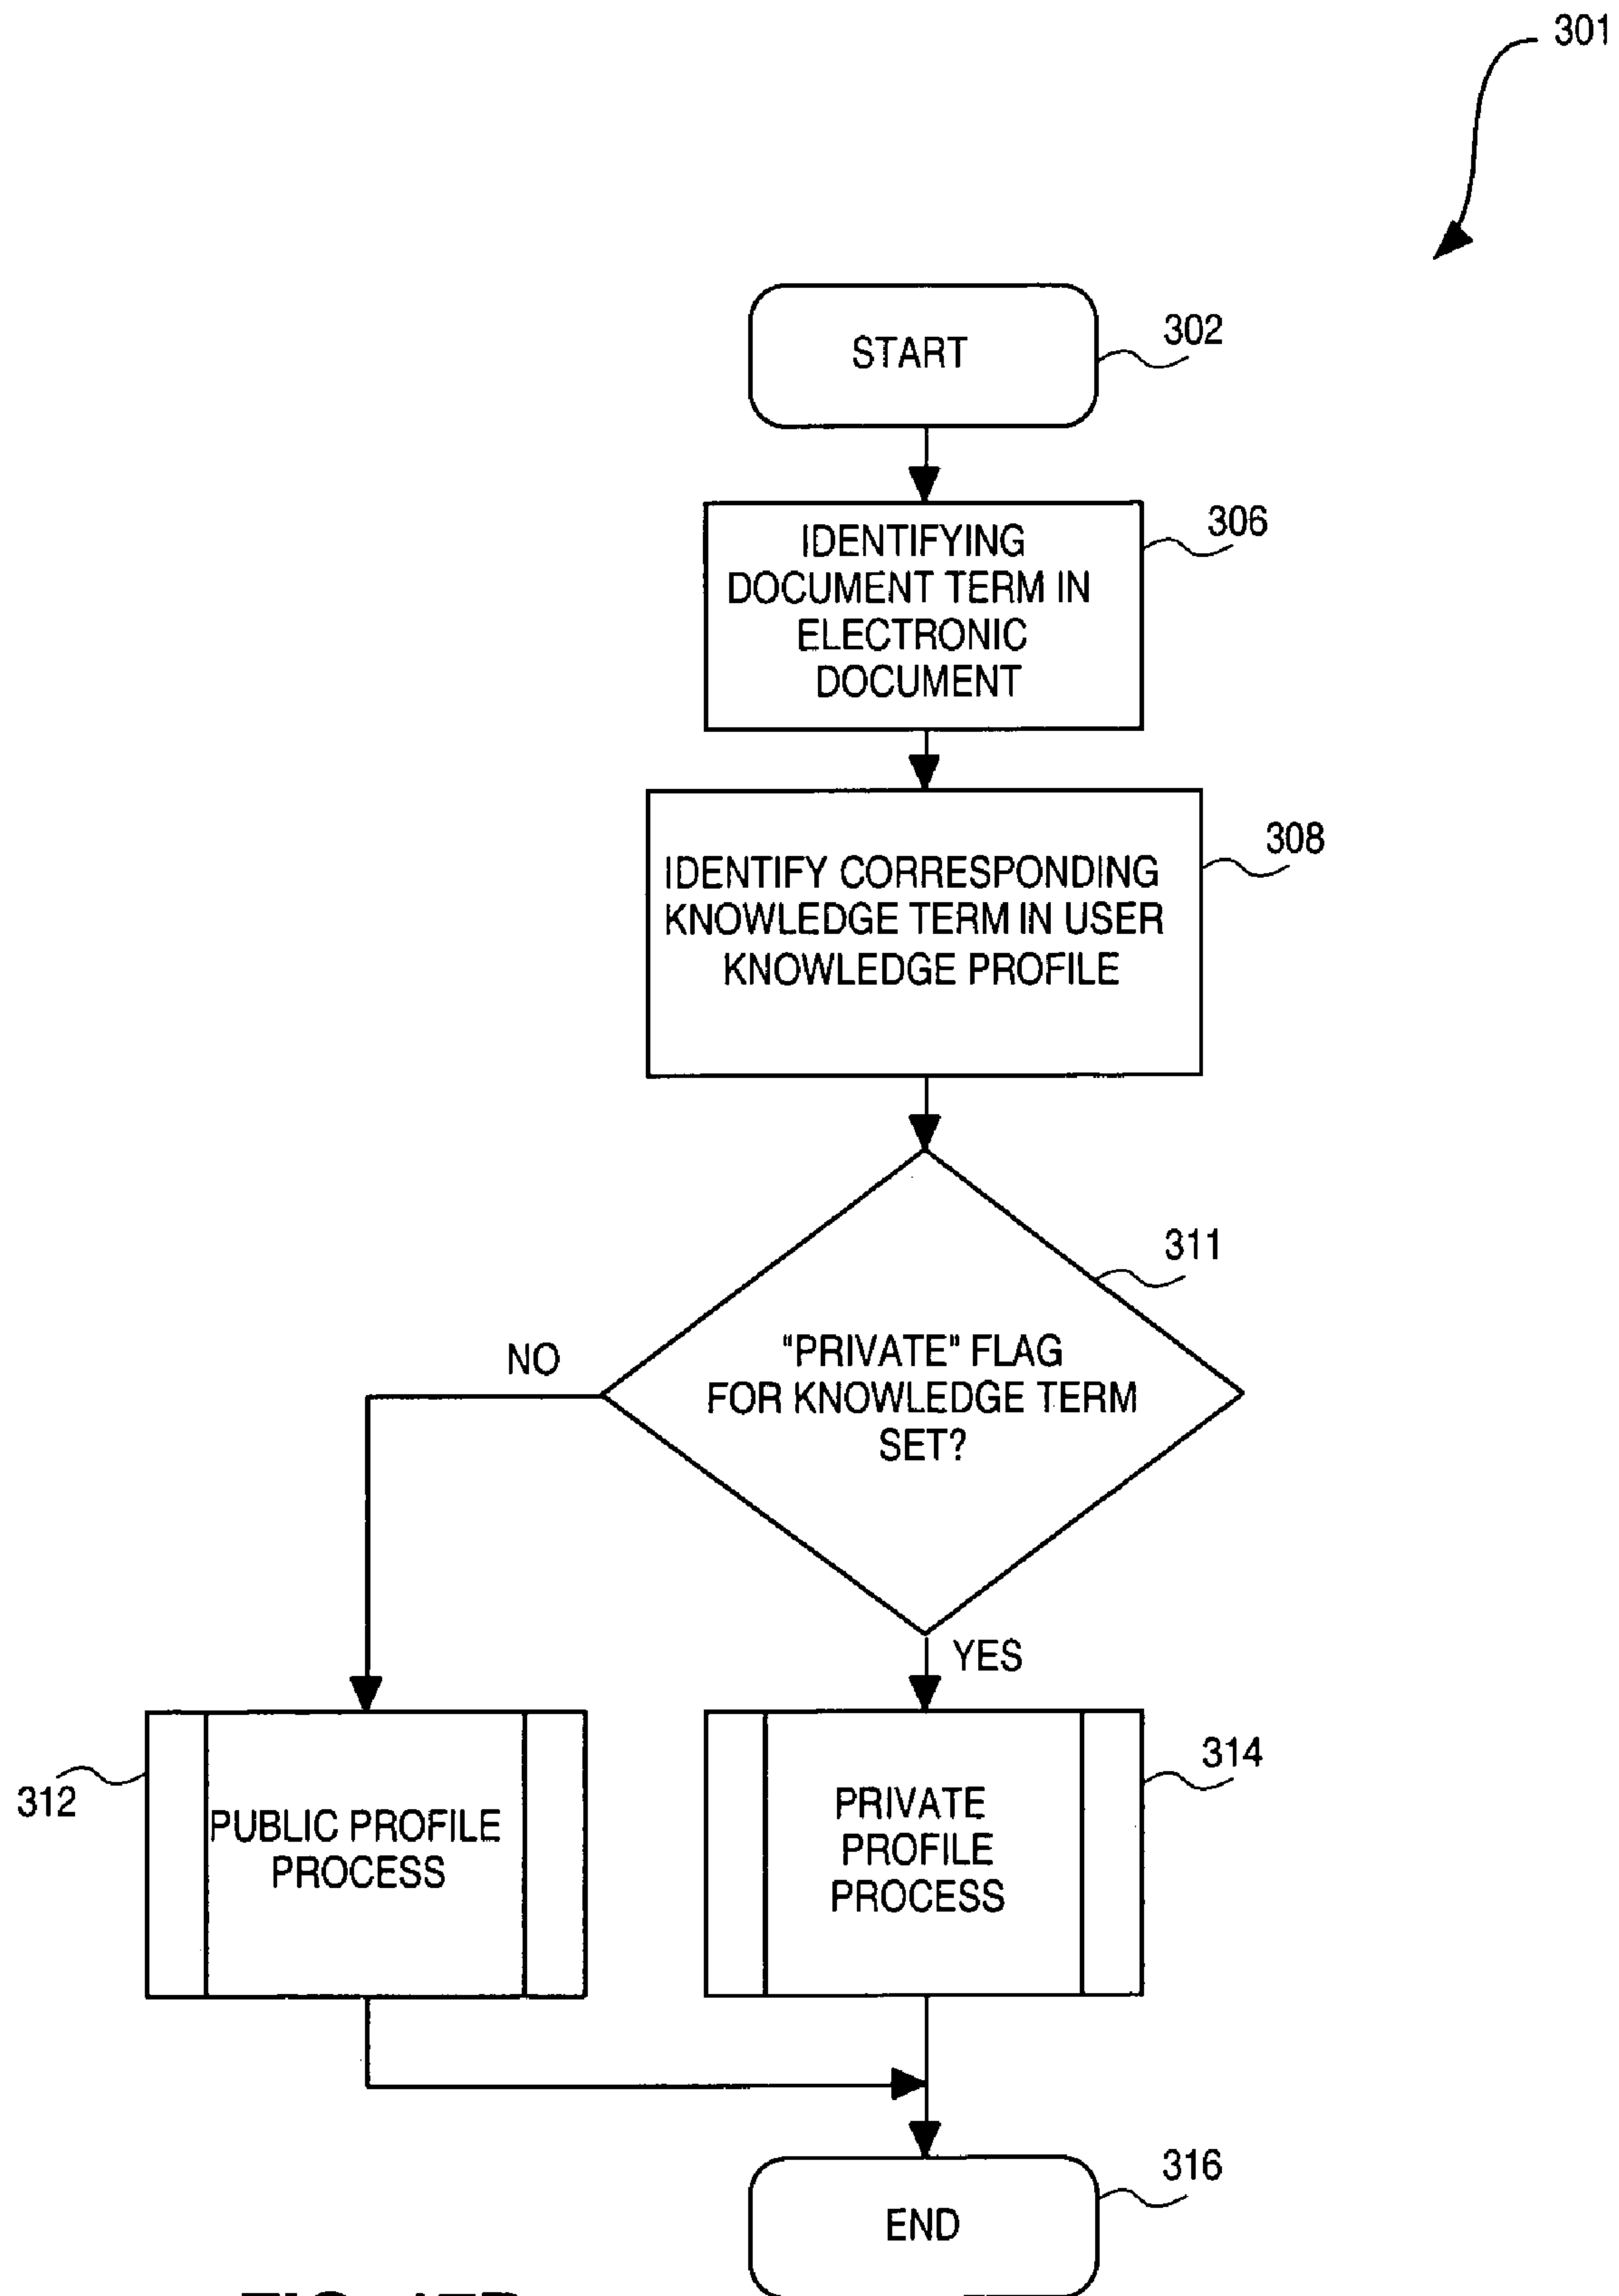 301
START
302
IDENTIFYING
DOCUMENT TERM IN
ELECTRONIC
DOCUMENT
306
IDENTIFY CORRESPONDING
KNOWLEDGE TERM IN USER
KNOWLEDGE PROFILE
308
311
"PRIVATE" FLAG
FOR KNOWLEDGE TERM
SET?
NO
YES
312
PUBLIC PROFILE
PROCESS
PRIVATE
PROFILE
PROCESS
314
END
316